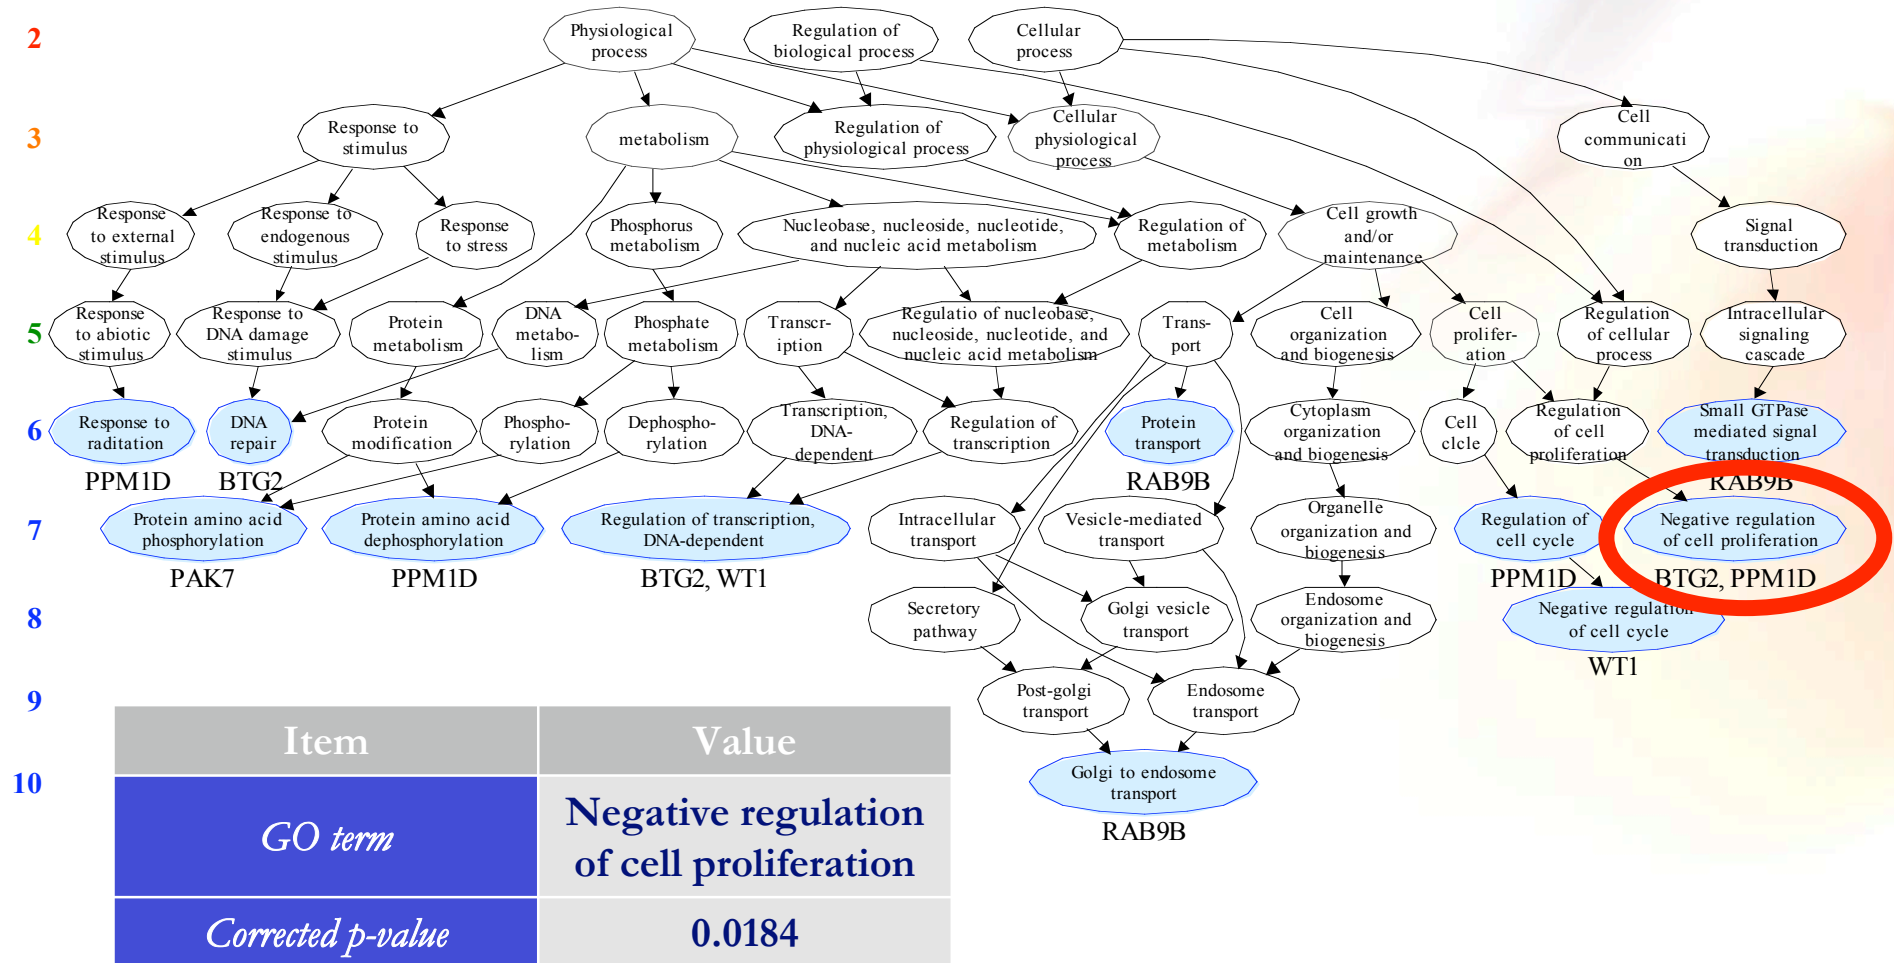 2
Physiological
process
Regulation of
biological process
Cellular
process
3
Response to
stimulus
metabolism
Regulation of
physiological process
Cellular
physiological
process
Cell
communicati
on
4
Response
to external
stimulus
Response to
endogenous
stimulus
Response
to stress
Phosphorus
metabolism
Nucleobase, nucleoside, nucleotide,
and nucleic acid metabolism
Regulation of
metabolism
Cell growth
and/or
maintenance
Signal
transduction
5
Response
to abiotic
stimulus
Response to
DNA damage
stimulus
Protein
metabolism
DNA
metabo-
lism
Phosphate
metabolism
Transcr-
iption
Regulatio of nucleobase,
nucleoside, nucleotide, and
nucleic acid metabolism
Trans-
port
Cell
organization
and biogenesis
Cell
prolifer-
ation
Regulation
of cellular
process
Intracellular
signaling
cascade
6
Response to
raditation
PPM1D
DNA
repair
BTG2
Protein
modification
Phospho-
rylation
Dephospho-
rylation
Transcription,
DNA-
dependent
Regulation of
transcription
Protein
transport
RAB9B
Cytoplasm
organization
and biogenesis
Cell
clcle
Regulation
of cell
proliferation
Small GTPase
mediated signal
transduction
RAB9B
7
Protein amino acid
phosphorylation
PAK7
Protein amino acid
dephosphorylation
PPM1D
Regulation of transcription,
DNA-dependent
BTG2, WT1
Intracellular
transport
Vesicle-mediated
transport
Organelle
organization and
biogenesis
Regulation of
cell cycle
PPM1D
Negative regulation
of cell proliferation
BTG2, PPM1D
8
Secretory
pathway
Golgi vesicle
transport
Endosome
organization and
biogenesis
Negative regulation
of cell cycle
WT1
9
Post-golgi
transport
Endosome
transport
10
Golgi to endosome
transport
RAB9B
Item
Value
GO term
Negative regulation
of cell proliferation
Corrected p-value
0.0184